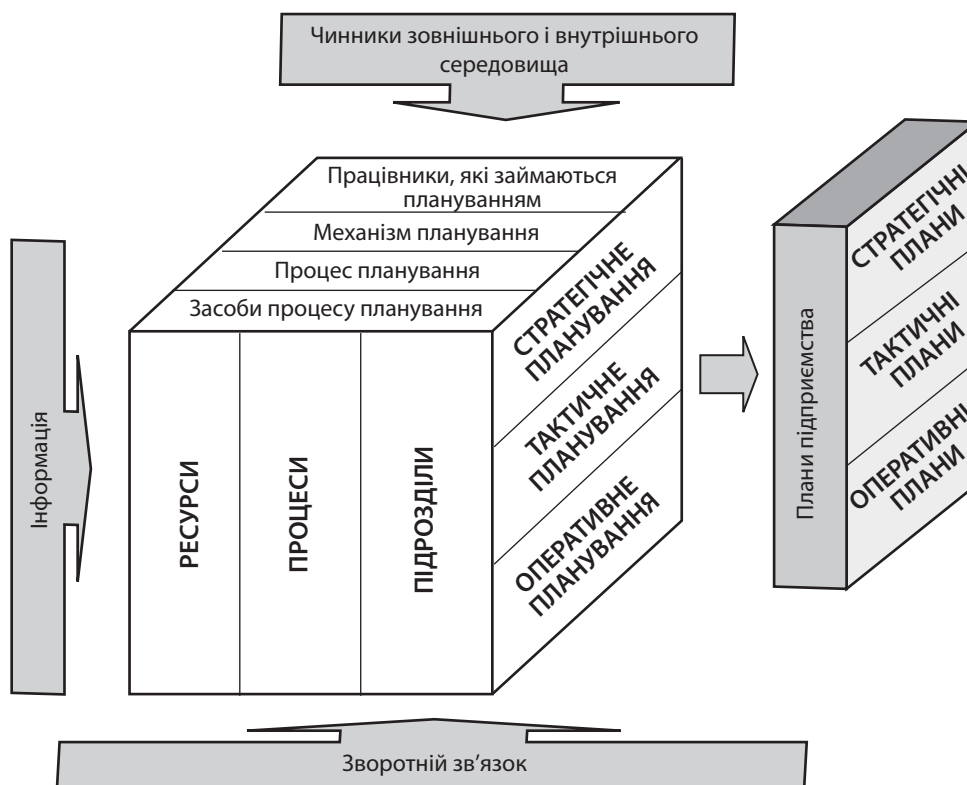 Чинники зовнішнього і внутрішнього
середовища
Працівники, які займаються
плануванням
Механізм планування
Процес планування
Засоби процесу планування
СТРАТЕГІЧНЕ
ПЛАНУВАННЯ
ТАКТИЧНЕ
ПЛАНУВАННЯ
ОПЕРАТИВНЕ
ПЛАНУВАННЯ
РЕСУРСИ
ПРОЦЕСИ
ПІДРОЗДІЛИ
Інформація
Плани підприємства
СТРАТЕГІЧНІ
ПЛАНИ
ТАКТИЧНІ
ПЛАНИ
ОПЕРАТИВНІ
ПЛАНИ
Зворотній зв’язок